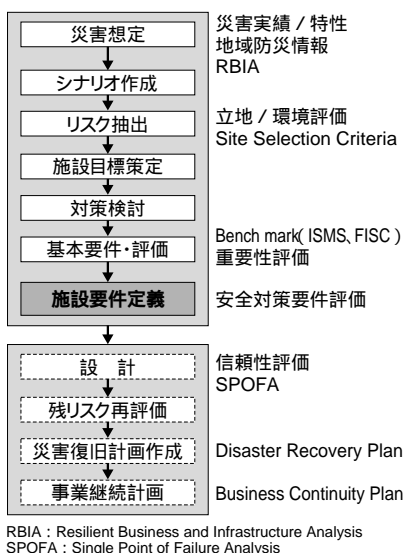 災害想定
災害実績 / 特性
地域防災情報
RBIA
シナリオ作成
リスク抽出
立地 / 環境評価
Site Selection Criteria
施設目標策定
対策検討
基本要件・評価
Bench mark( ISMS、FISC )
重要性評価
施設要件定義
安全対策要件評価
設 計
信頼性評価
SPOFA
残リスク再評価
災害復旧計画作成
Disaster Recovery Plan
事業継続計画
Business Continuity Plan
RBIA : Resilient Business and Infrastructure Analysis
SPOFA : Single Point of Failure Analysis